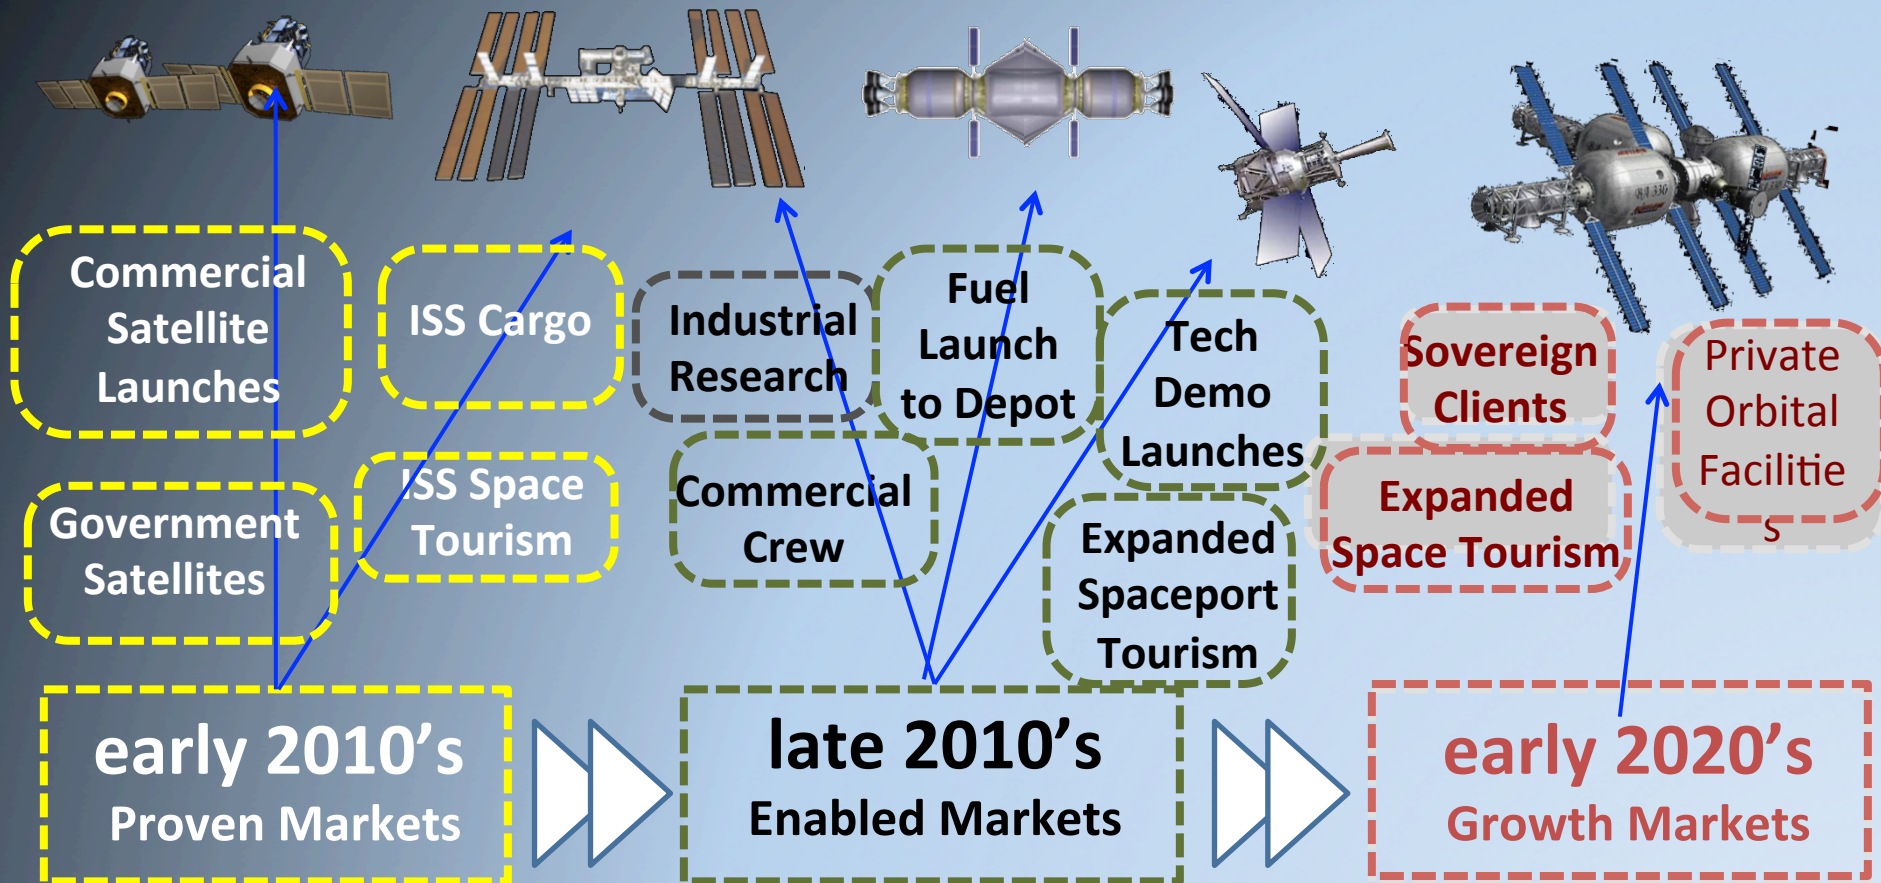 Commercial
Satellite
Launches
Government
Satellites
ISS Cargo
ISS Space
Tourism
Industrial
Research
Commercial
Crew
Fuel
Launch
to Depot
Tech
Demo
Launches
Expanded
Spaceport
Tourism
Sovereign
Clients
Expanded
Space Tourism
Private
Orbital
Facilitie
s
BA 330
early 2010’s
Proven Markets
late 2010’s
Enabled Markets
early 2020’s
Growth Markets